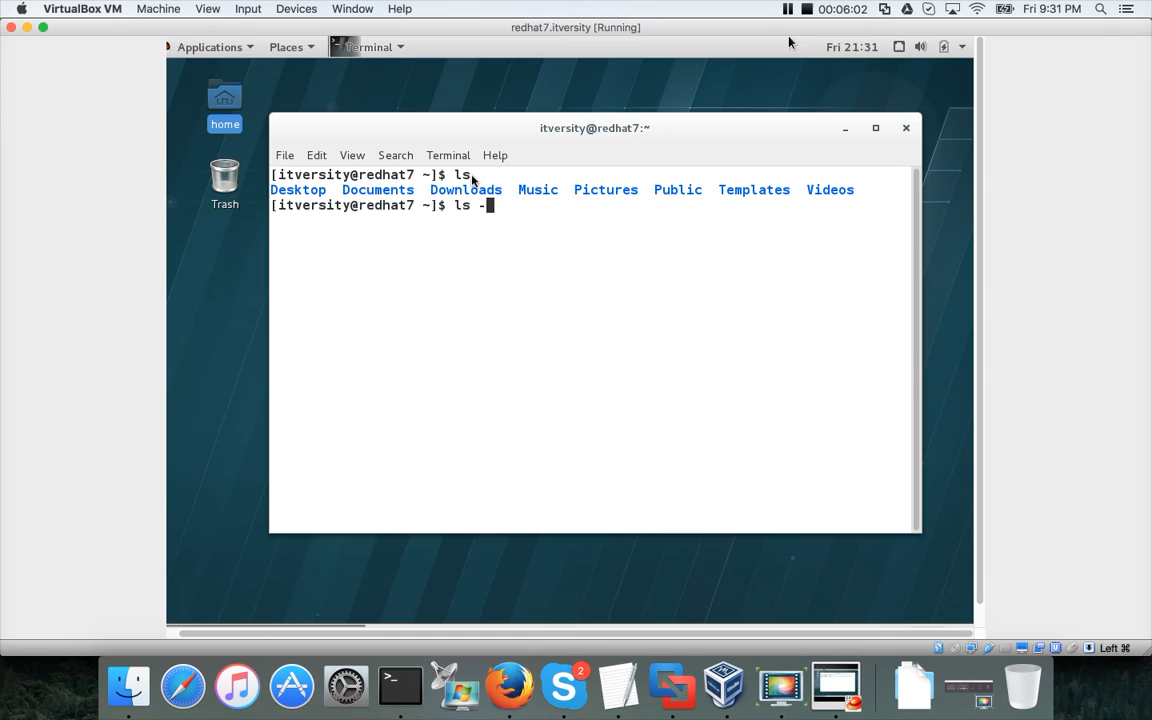 VirtualBox VM Machine View Input Devices Window Help 00:06:02 Fri 9:31 PM
redhat7.itversity [Running]
Applications Places Terminal Fri 21:31
home
Trash
itversity@redhat7:~
File Edit View Search Terminal Help
[itversity@redhat7 ~]$ ls
Desktop Documents Downloads Music Pictures Public Templates Videos
[itversity@redhat7 ~]$ ls -
Left ⌘
2
>_